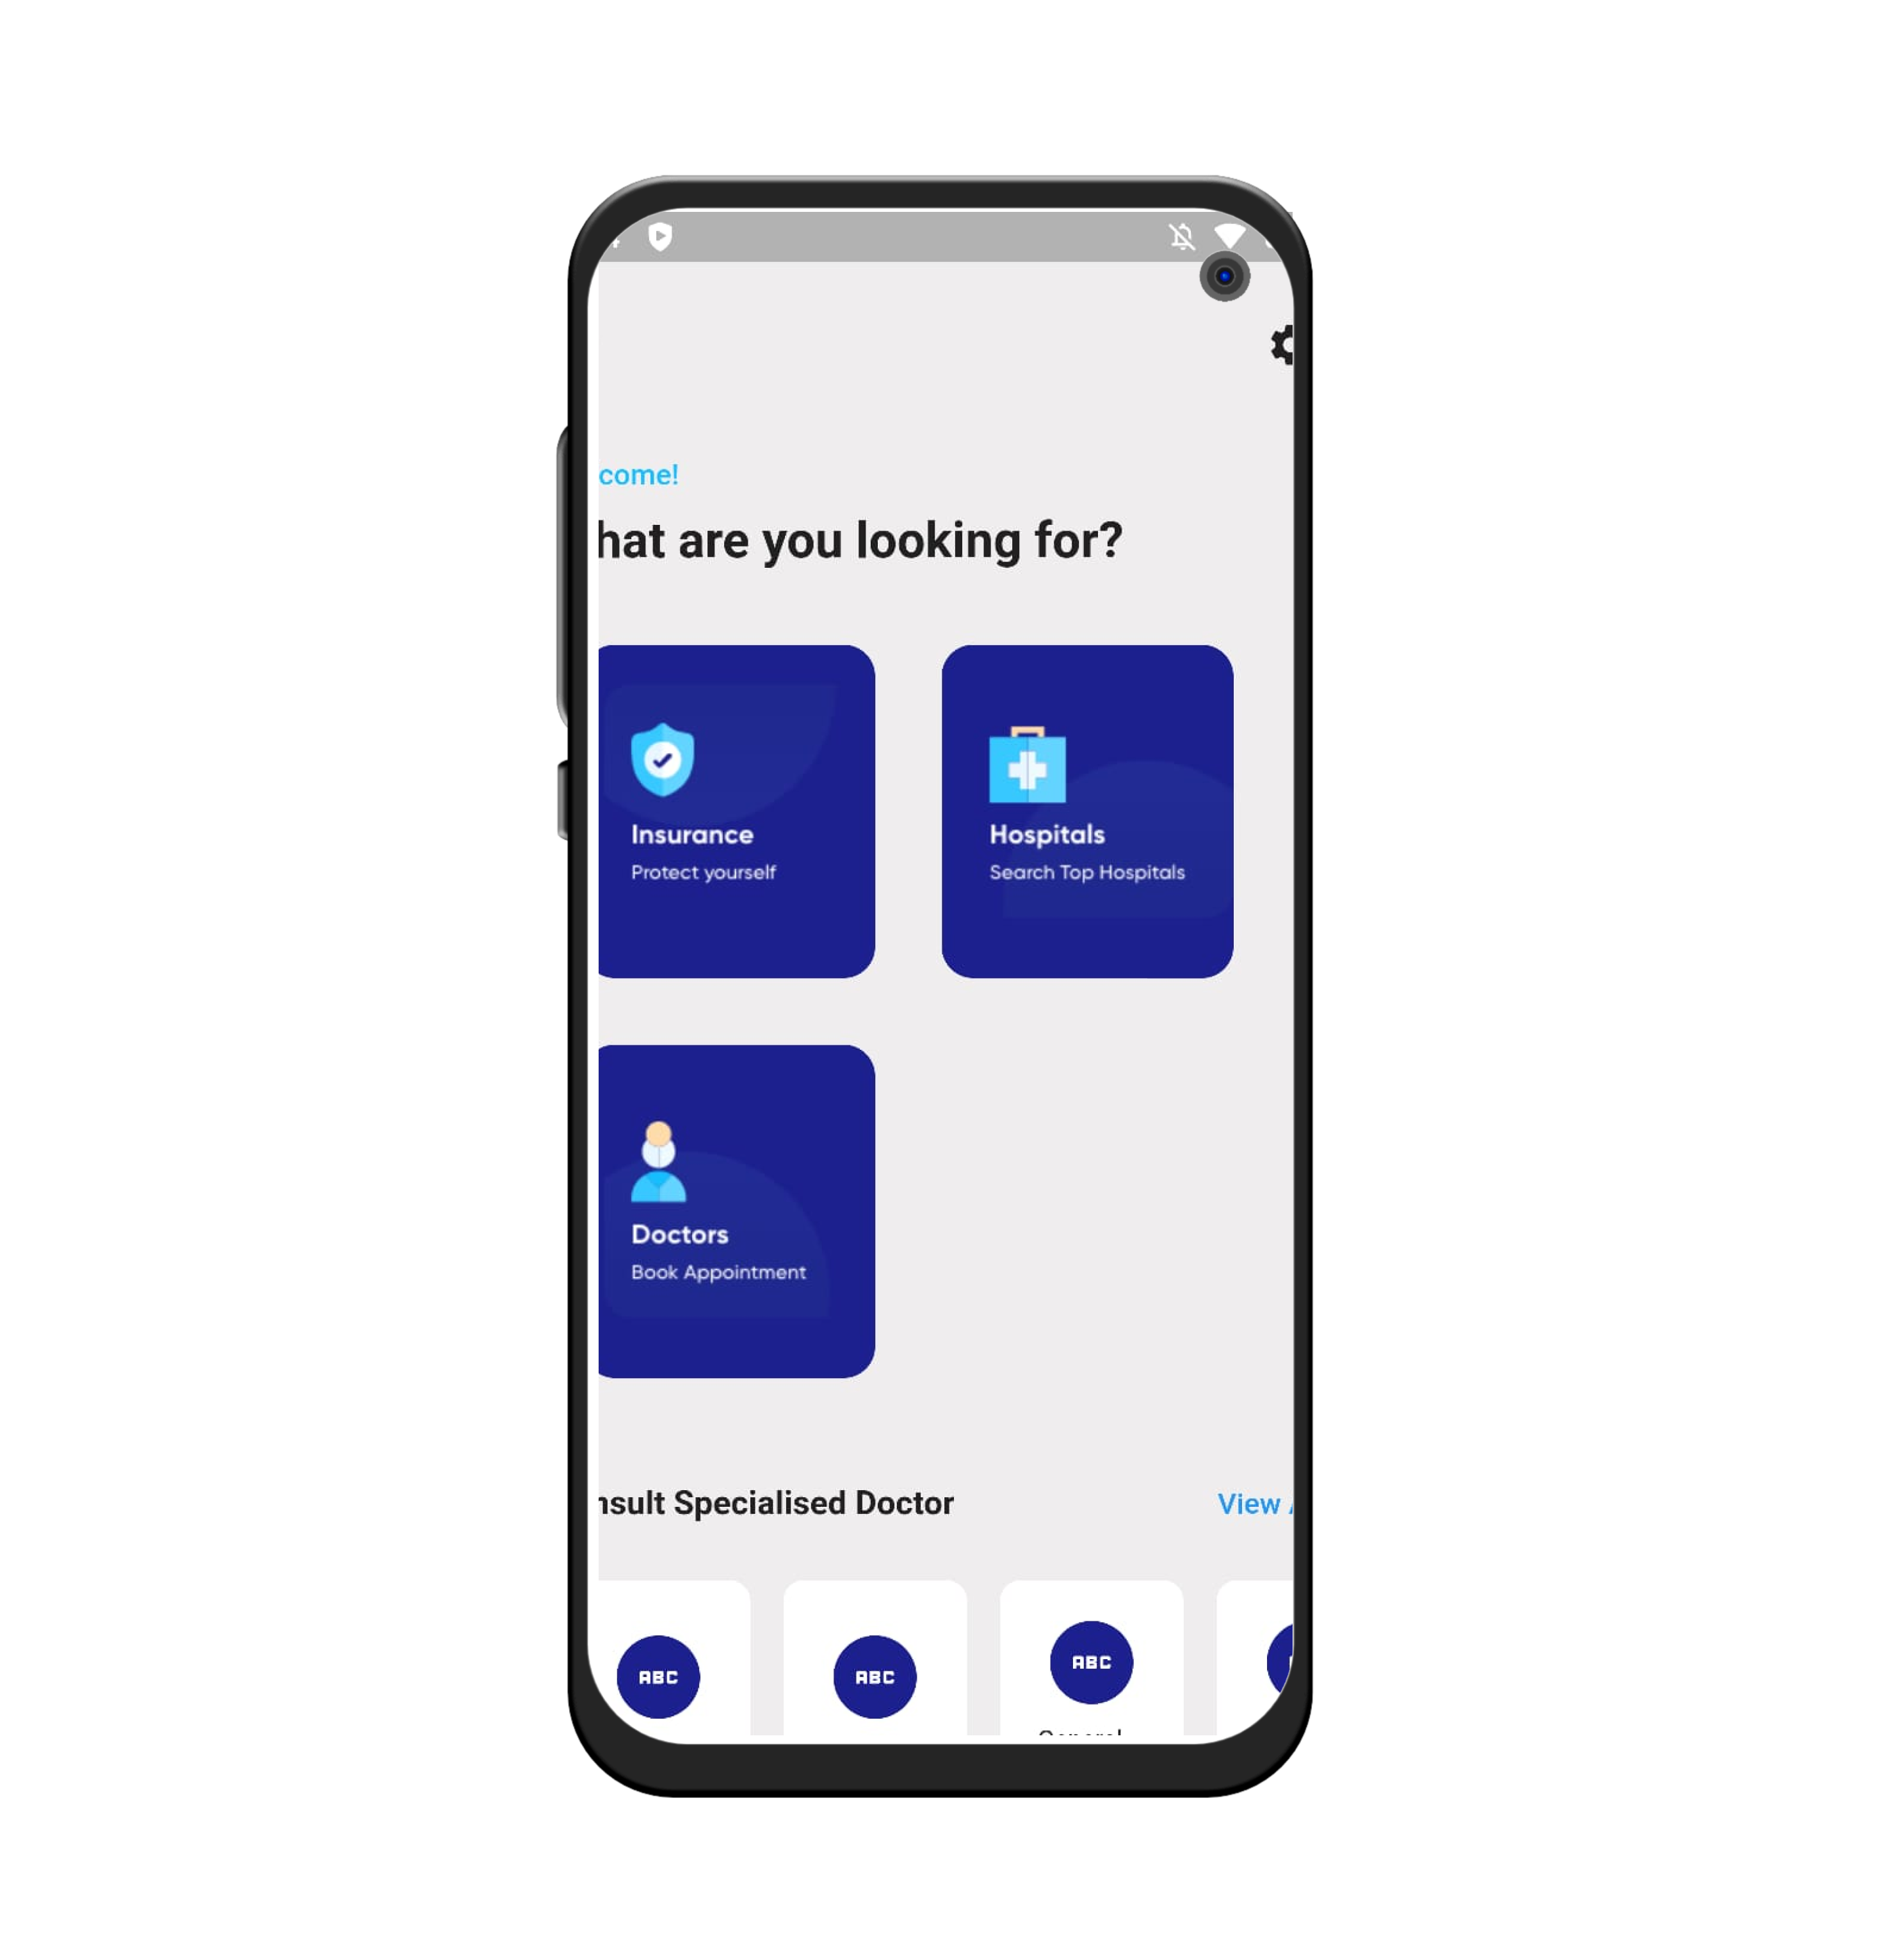 come!
hat are you looking for?
Insurance
Protect yourself
Hospitals
Search Top Hospitals
Doctors
Book Appointment
nsult Specialised Doctor
View
ABC
ABC
ABC
General